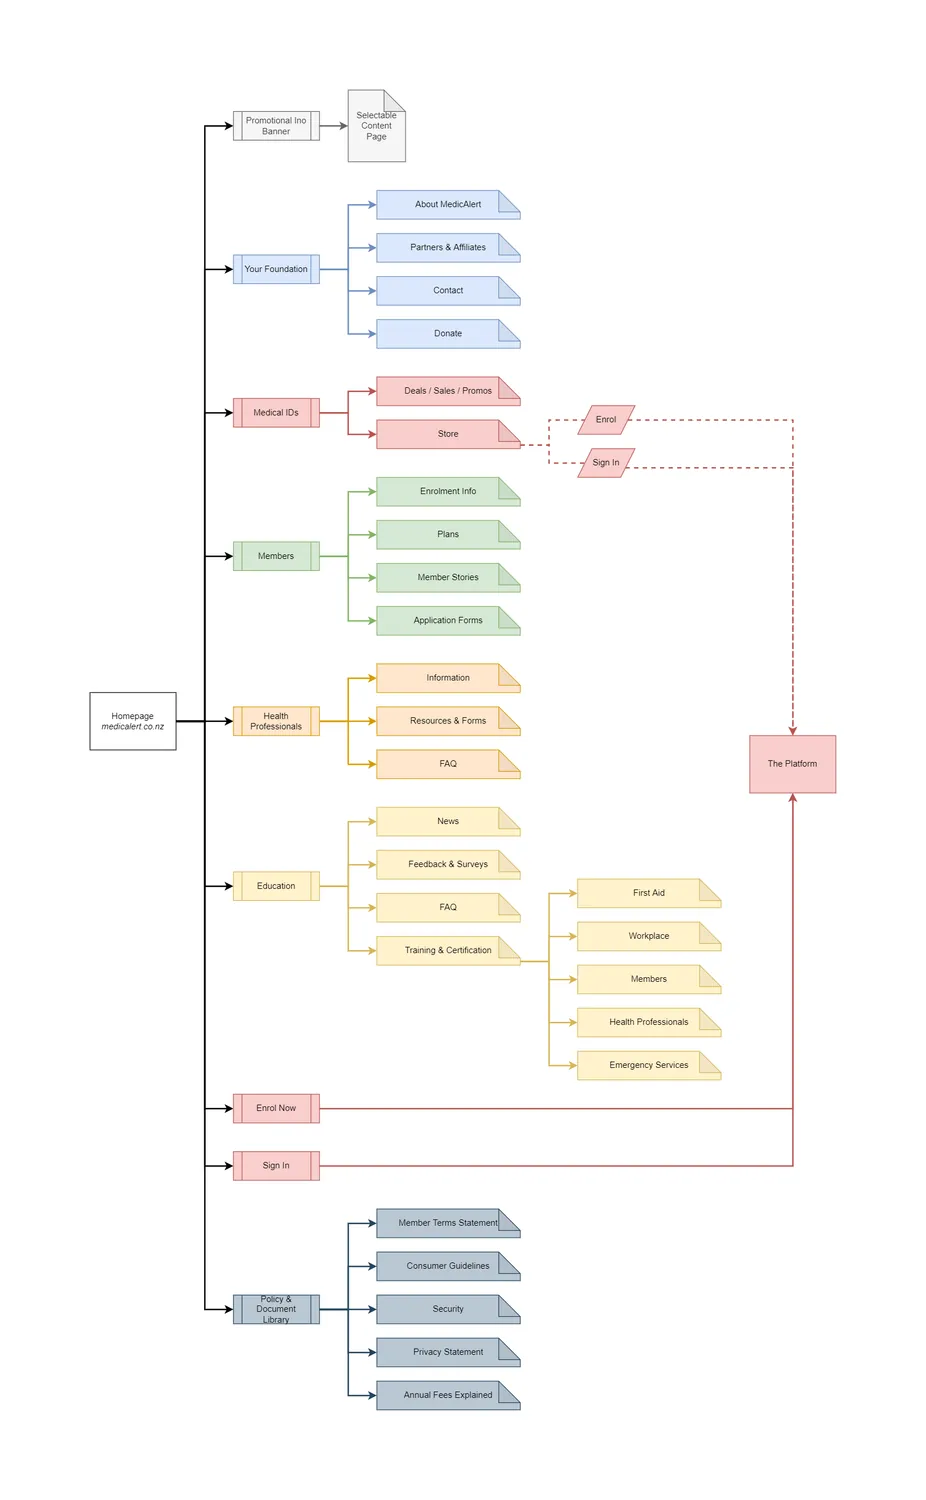 Promotional Ino
Banner
Selectable
Content
Page
Your Foundation
About MedicAlert
Partners & Affiliates
Contact
Donate
Medical IDs
Deals / Sales / Promos
Store
Enrol
Sign In
Members
Enrolment Info
Plans
Member Stories
Application Forms
Homepage
medicalert.co.nz
Health
Professionals
Information
Resources & Forms
FAQ
The Platform
Education
News
Feedback & Surveys
FAQ
Training & Certification
First Aid
Workplace
Members
Health Professionals
Emergency Services
Enrol Now
Sign In
Policy &
Document
Library
Member Terms Statement
Consumer Guidelines
Security
Privacy Statement
Annual Fees Explained